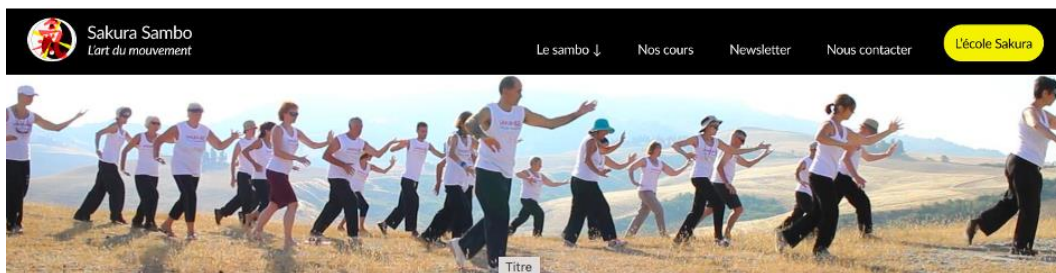 Sakura Sambo
L'art du mouvement
Le sambo ↓
Nos cours
Newsletter
Nous contacter
L'école Sakura
Titre